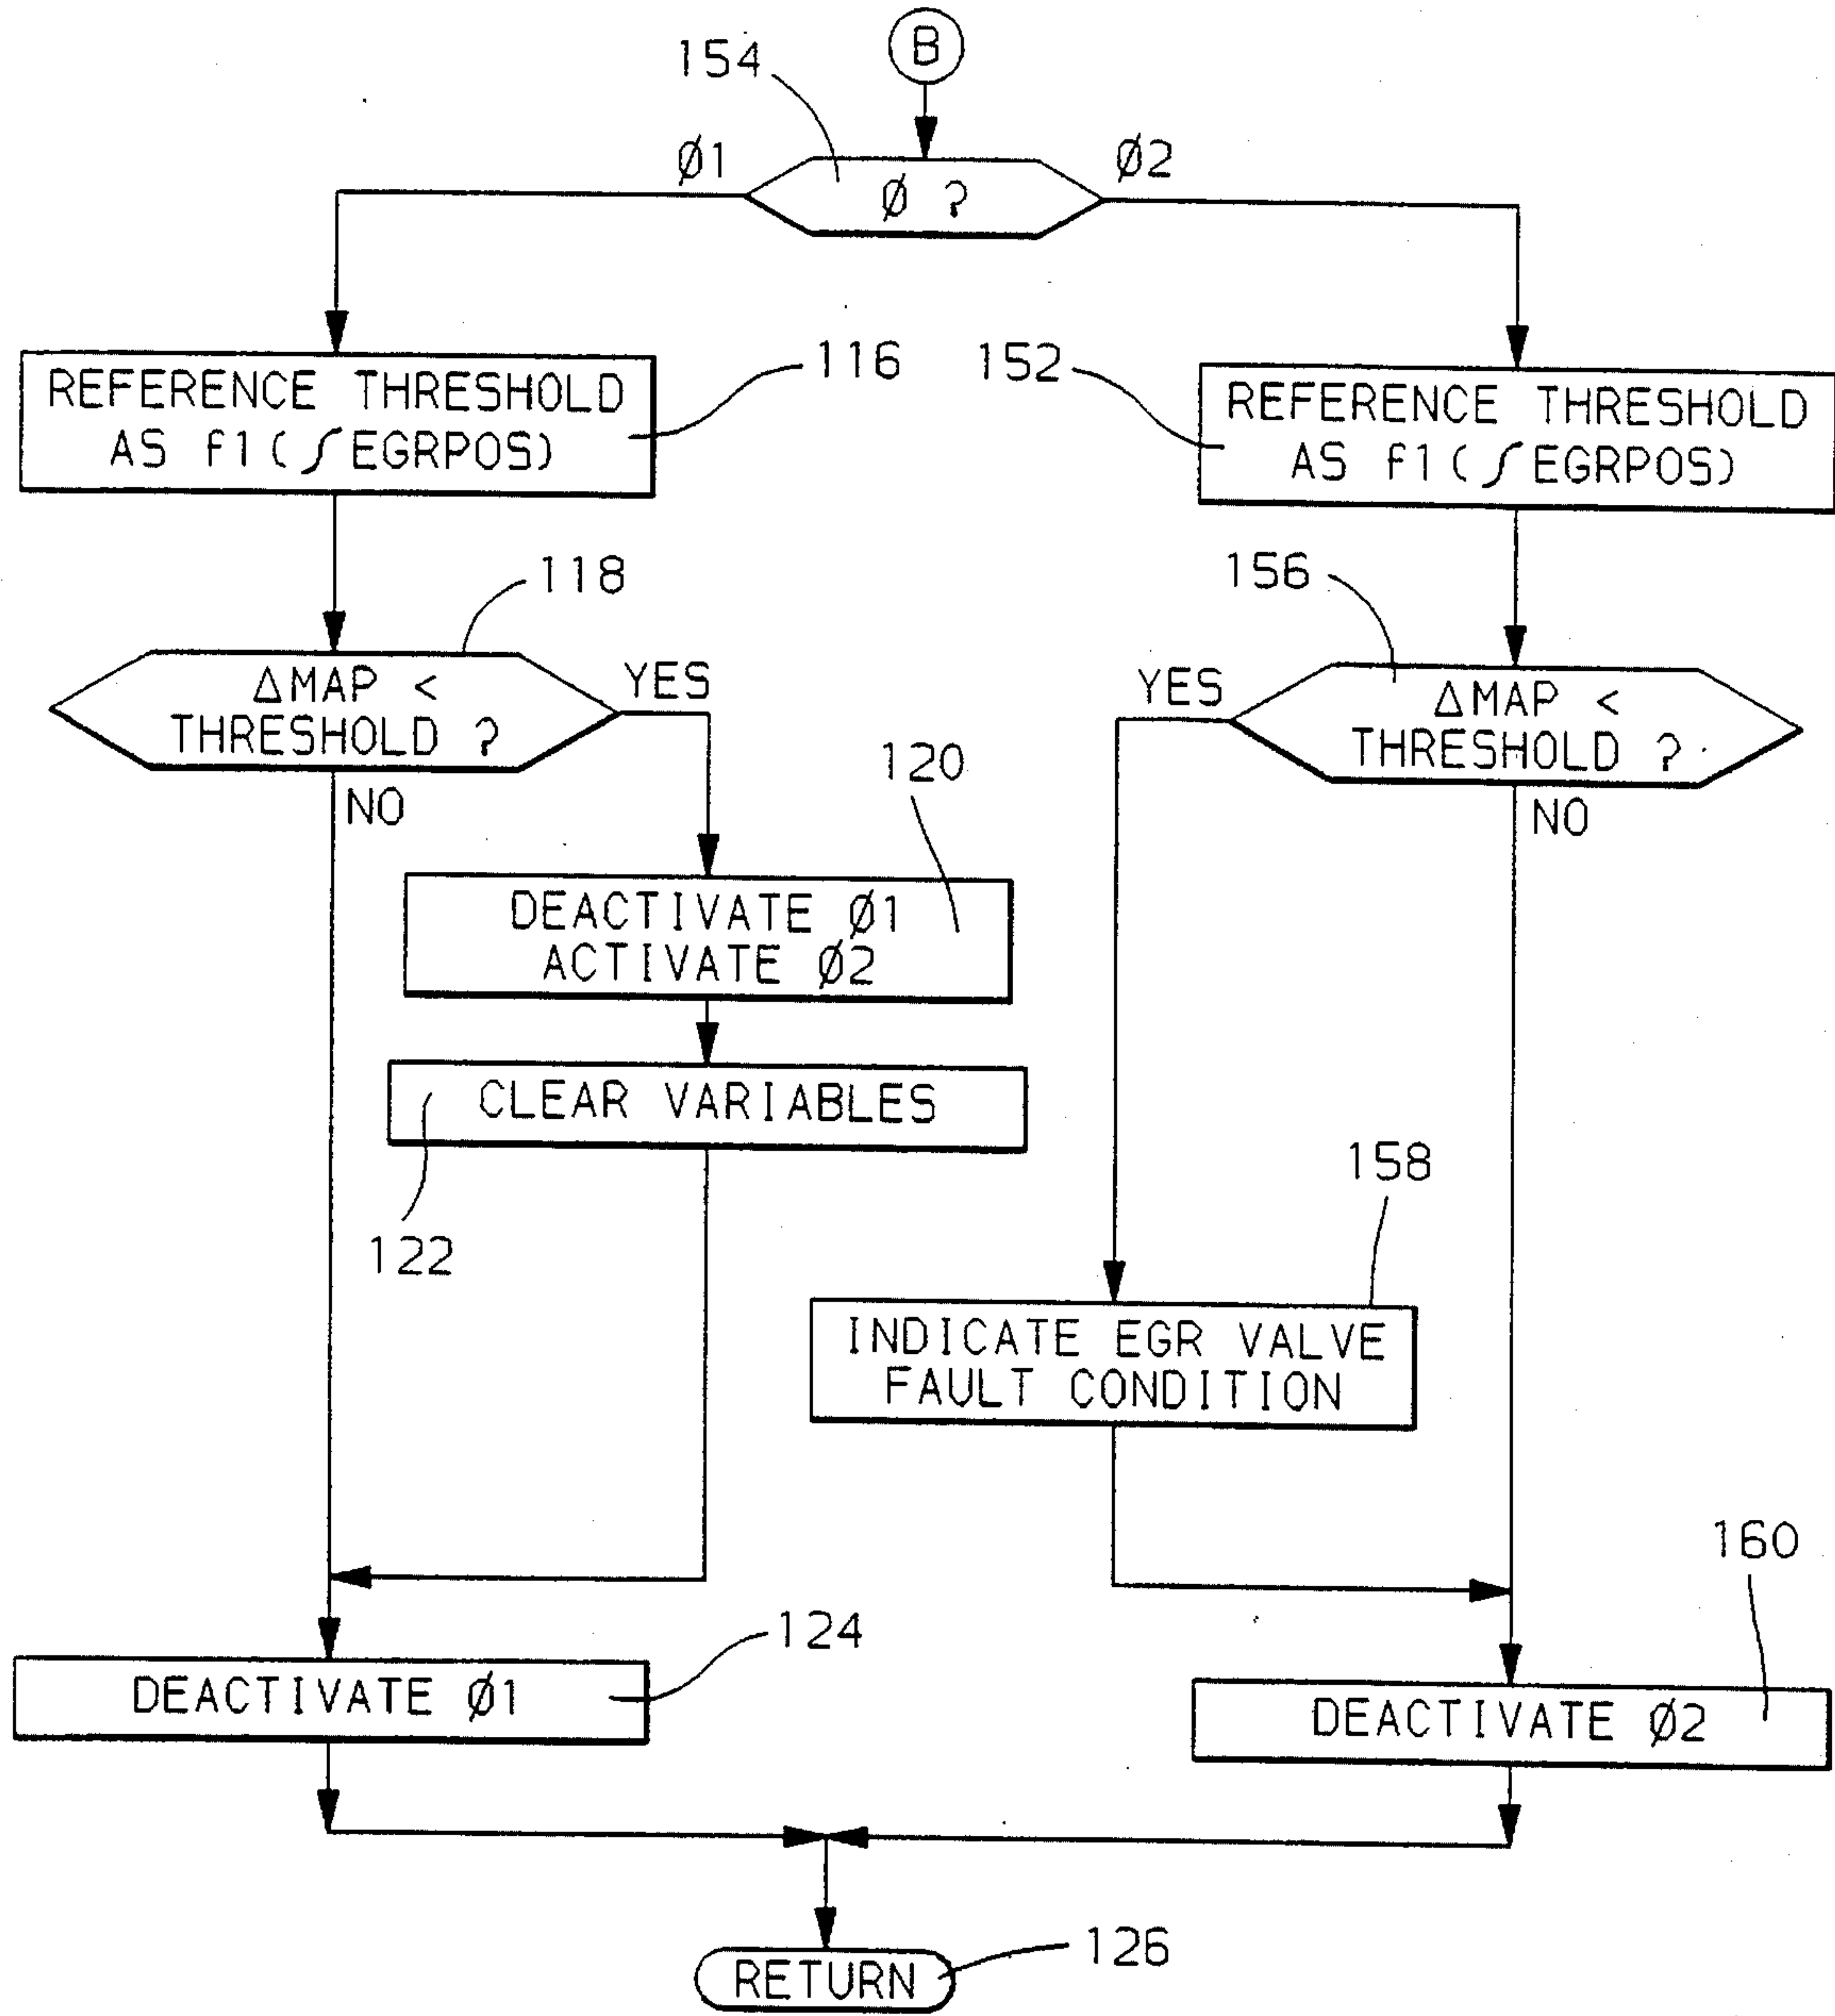 B
154
Ø1
Ø2
Ø ?
REFERENCE THRESHOLD
AS f1(∫EGRPOS)
116
152
REFERENCE THRESHOLD
AS f1(∫EGRPOS)
118
156
ΔMAP <
THRESHOLD ?
YES
NO
YES
ΔMAP <
THRESHOLD ?
NO
120
DEACTIVATE Ø1
ACTIVATE Ø2
CLEAR VARIABLES
122
158
INDICATE EGR VALVE
FAULT CONDITION
160
124
DEACTIVATE Ø1
DEACTIVATE Ø2
126
RETURN